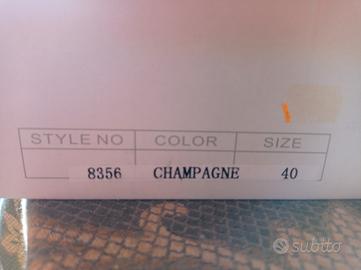 STYLE NO COLOR SIZE
8356 CHAMPAGNE 40
subito